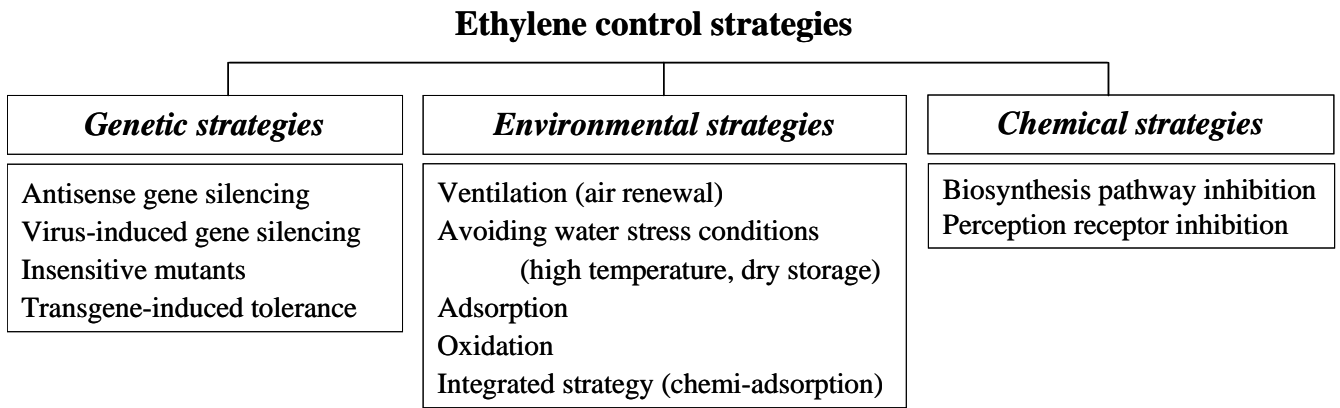 Ethylene control strategies
Genetic strategies
Antisense gene silencing
Virus-induced gene silencing
Insensitive mutants
Transgene-induced tolerance
Environmental strategies
Ventilation (air renewal)
Avoiding water stress conditions
(high temperature, dry storage)
Adsorption
Oxidation
Integrated strategy (chemi-adsorption)
Chemical strategies
Biosynthesis pathway inhibition
Perception receptor inhibition